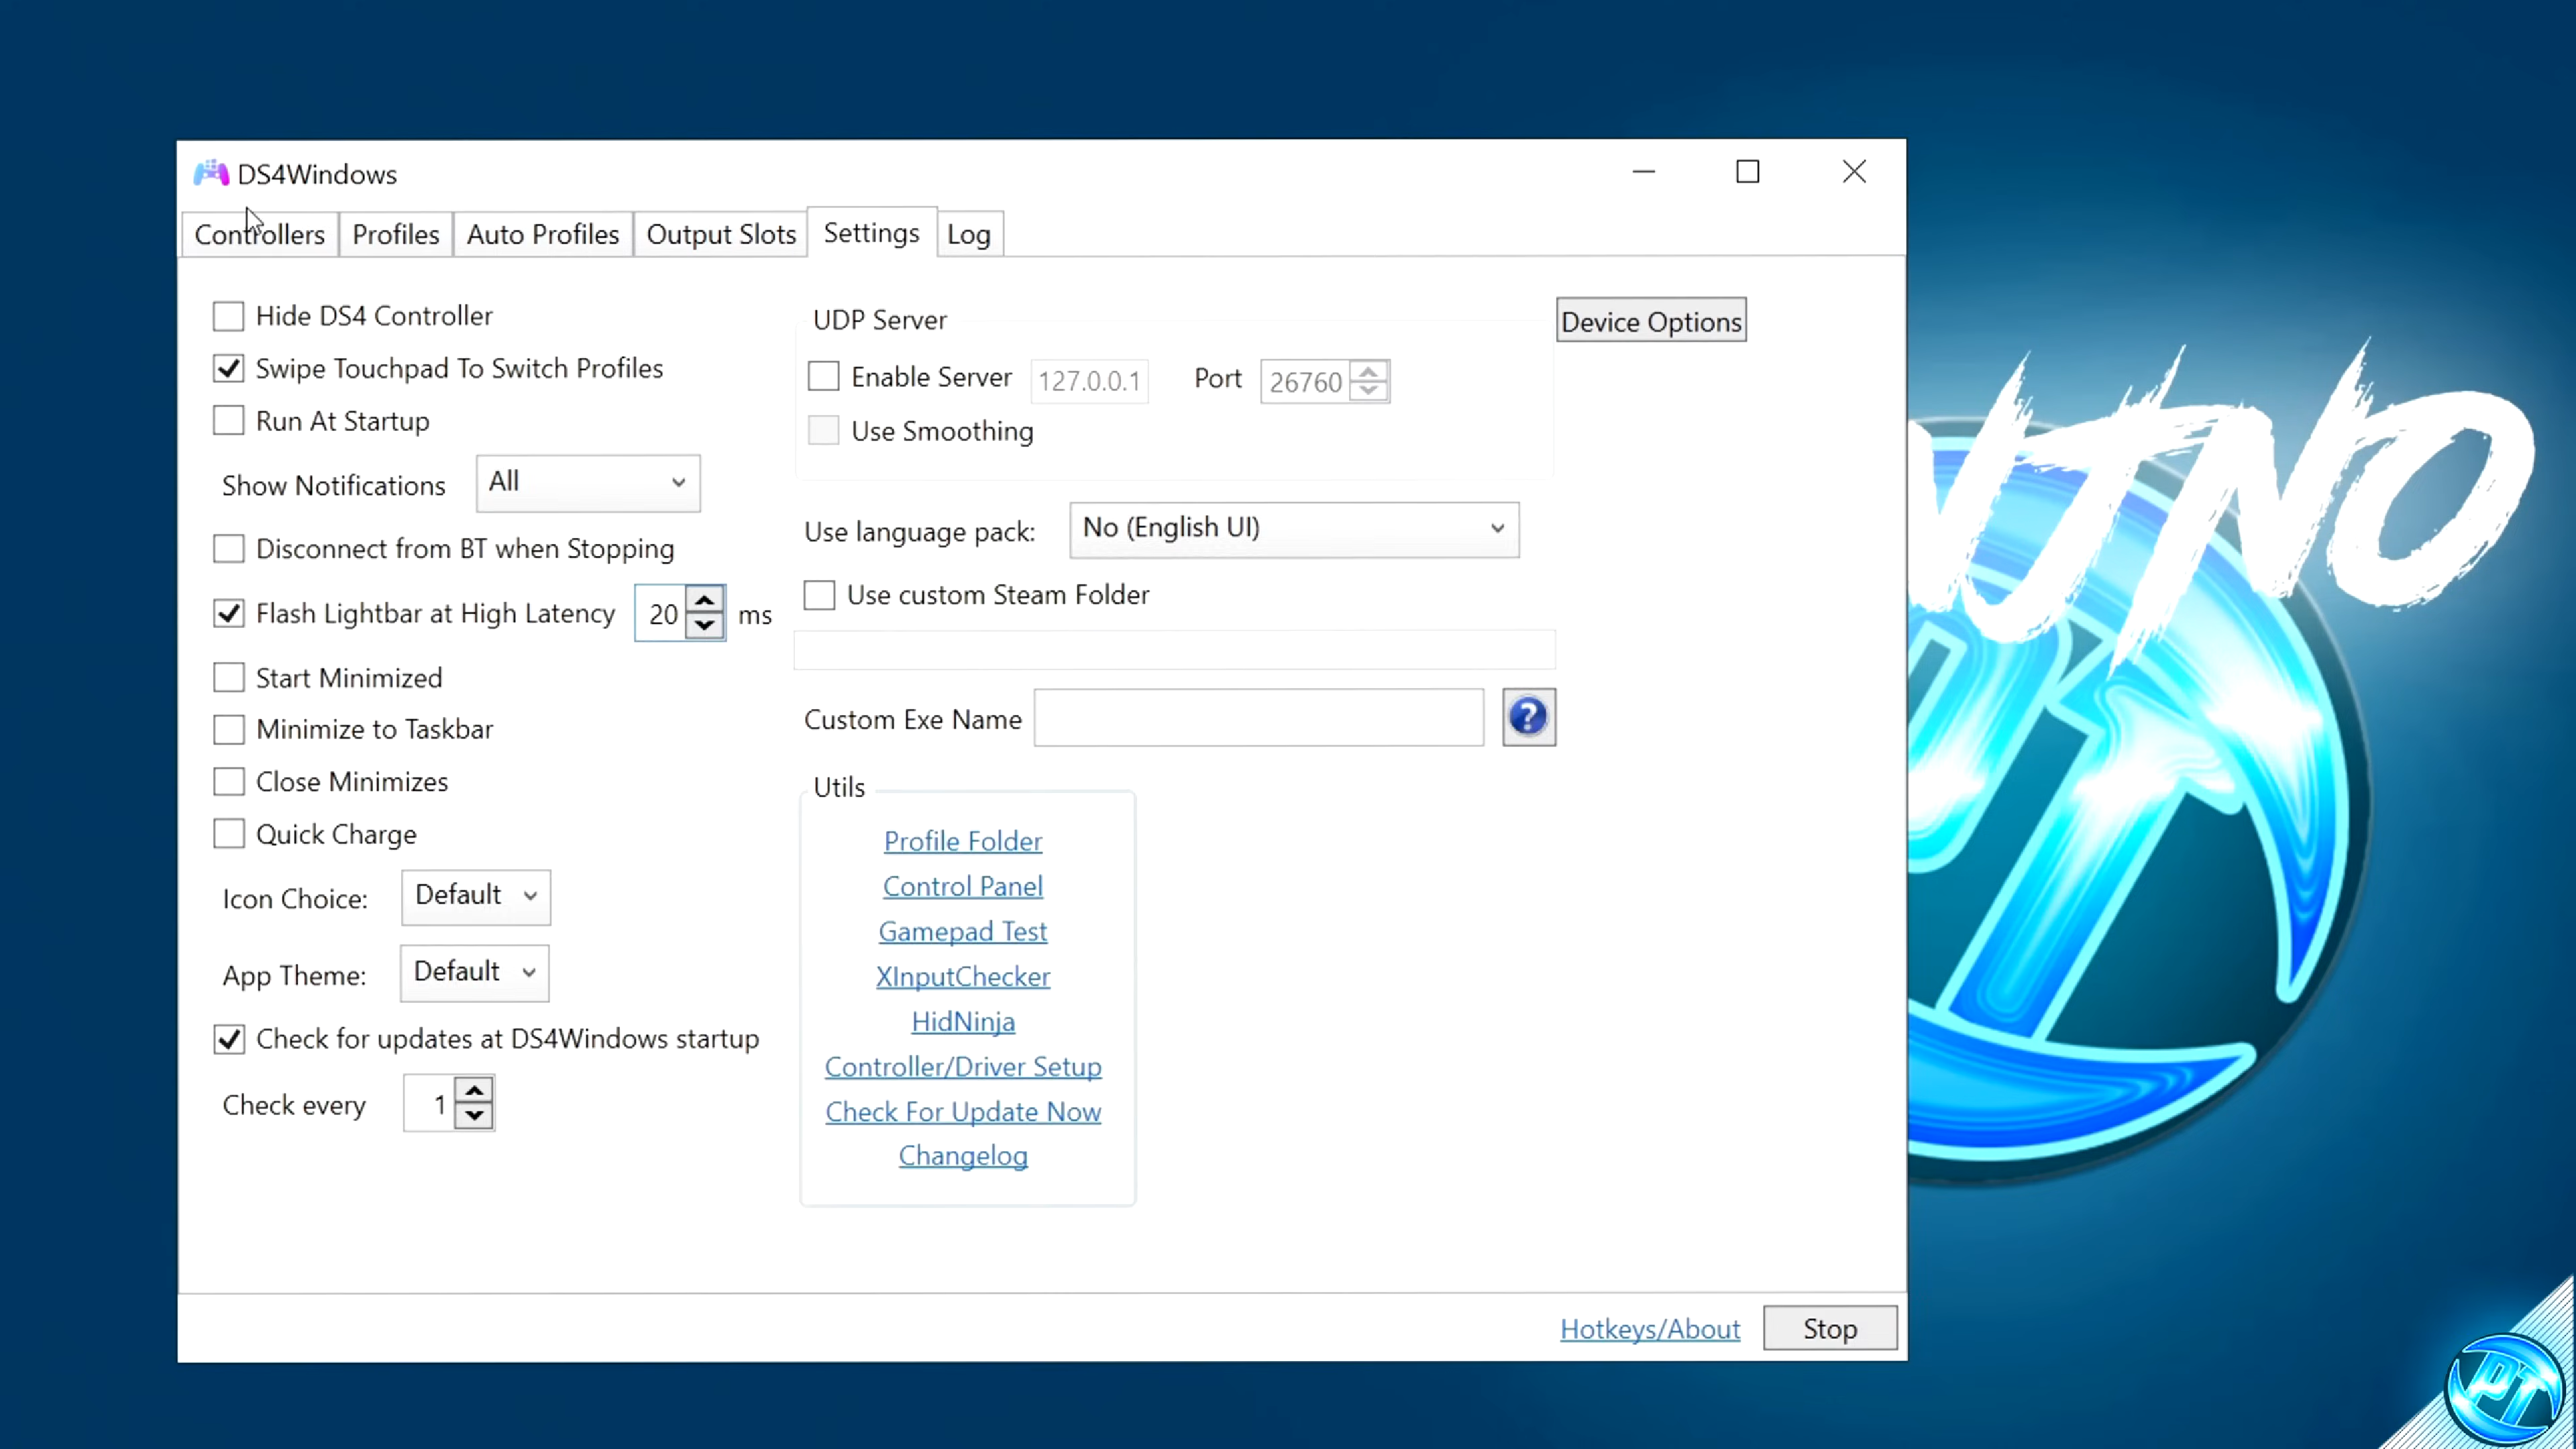 DS4Windows
Controllers Profiles Auto Profiles Output Slots Settings Log
Hide DS4 Controller
Swipe Touchpad To Switch Profiles
Run At Startup
Show Notifications All
Disconnect from BT when Stopping
Flash Lightbar at High Latency 20 ms
Start Minimized
Minimize to Taskbar
Close Minimizes
Quick Charge
Icon Choice: Default
App Theme: Default
Check for updates at DS4Windows startup
Check every 1
UDP Server
Enable Server 127.0.0.1 Port 26760
Use Smoothing
Use language pack: No (English UI)
Use custom Steam Folder
Custom Exe Name
Utils
Profile Folder
Control Panel
Gamepad Test
XInputChecker
HidNinja
Controller/Driver Setup
Check For Update Now
Changelog
Device Options
Hotkeys/About Stop
PT